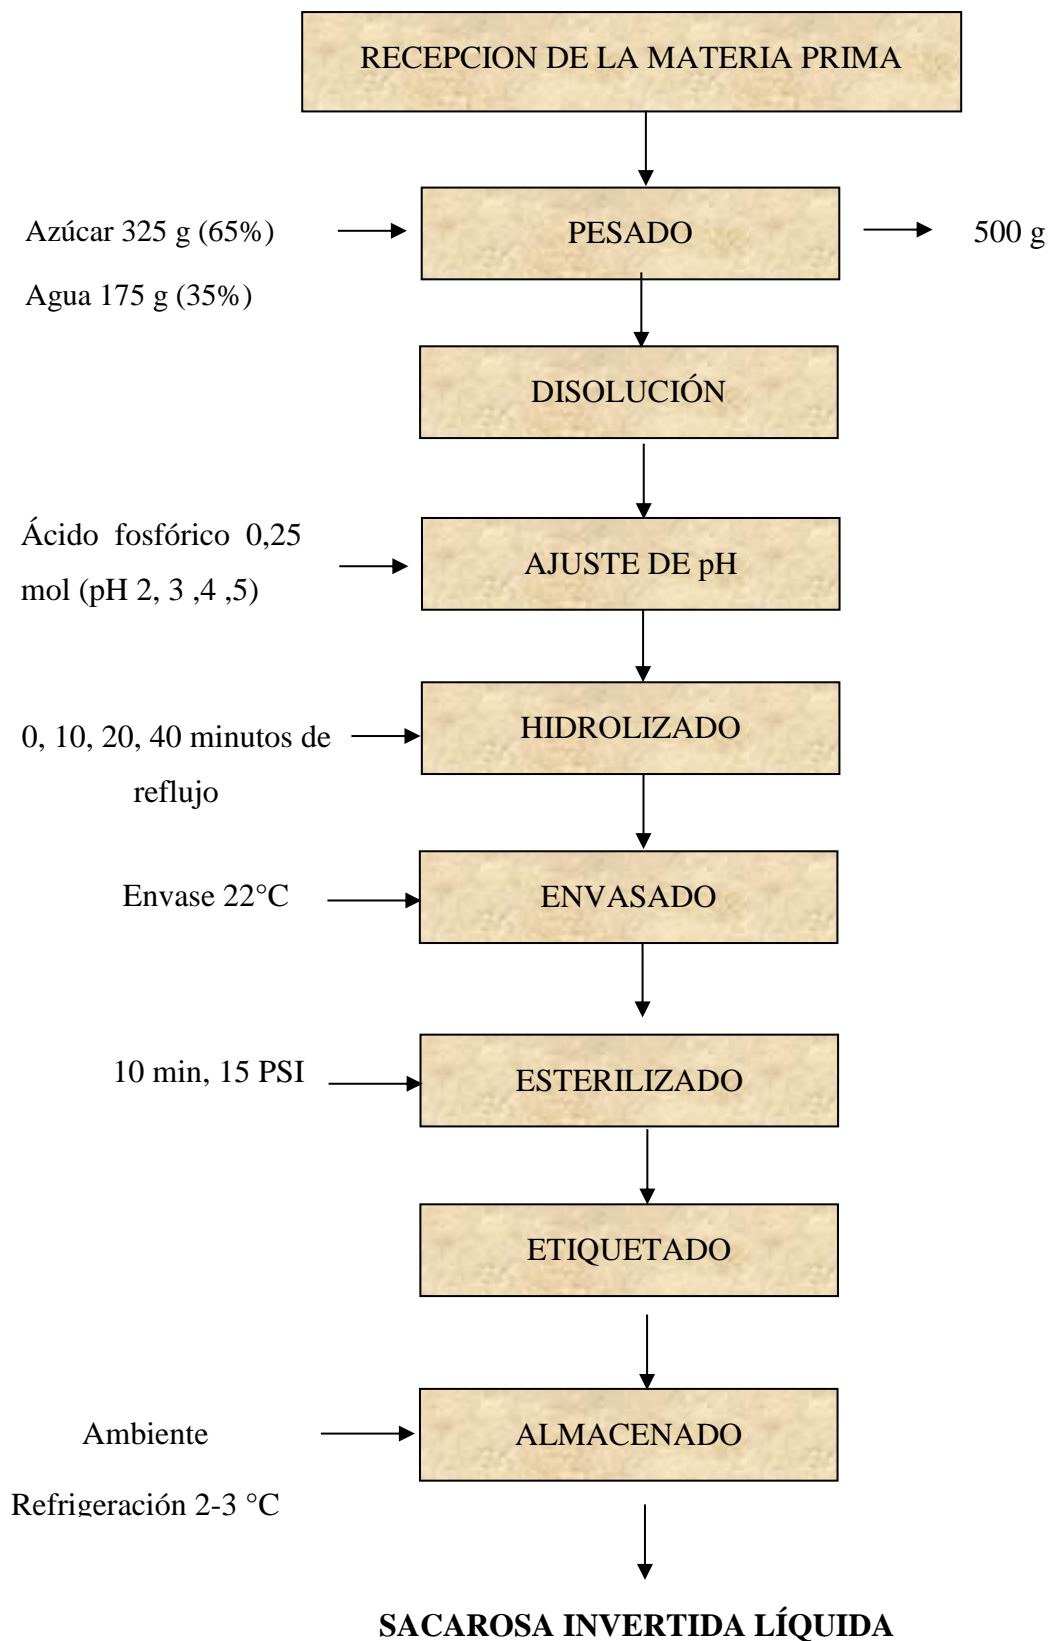 RECEPCION DE LA MATERIA PRIMA
Azúcar 325 g (65%)
PESADO
500 g
Agua 175 g (35%)
DISOLUCIÓN
Ácido fosfórico 0,25
mol (pH 2, 3 ,4 ,5)
AJUSTE DE pH
0, 10, 20, 40 minutos de
reflujo
HIDROLIZADO
Envase 22°C
ENVASADO
10 min, 15 PSI
ESTERILIZADO
ETIQUETADO
Ambiente
ALMACENADO
Refrigeración 2-3 °C
SACAROSA INVERTIDA LÍQUIDA